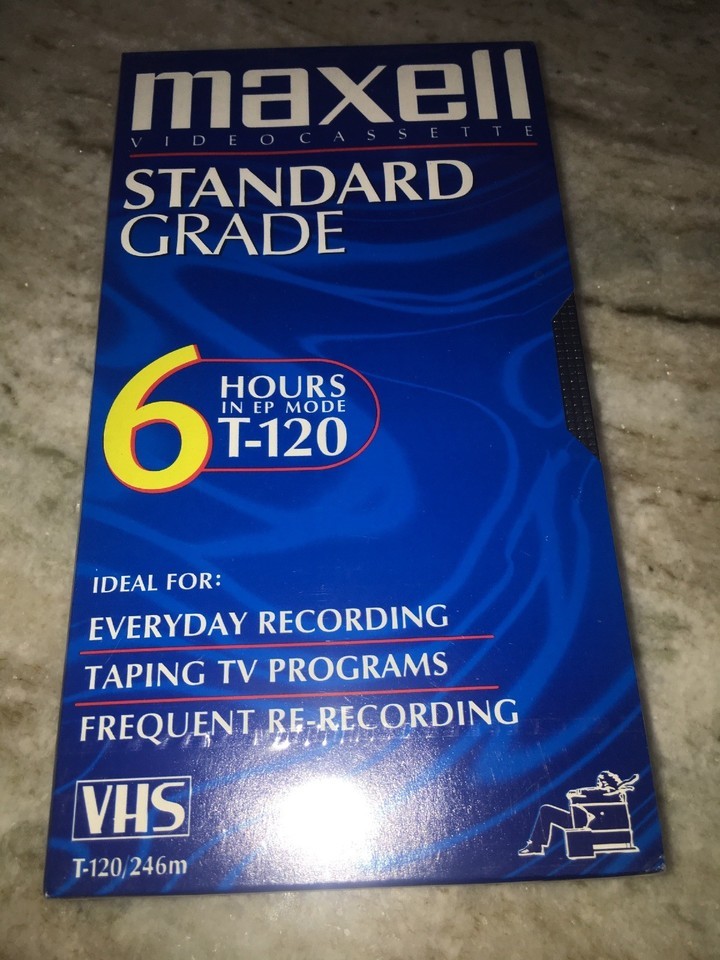 maxell
VIDEOCASSETTE
STANDARD
GRADE
6 HOURS
IN EP MODE
T-120
IDEAL FOR:
EVERYDAY RECORDING
TAPING TV PROGRAMS
FREQUENT RE-RECORDING
VHS
T-120/246m